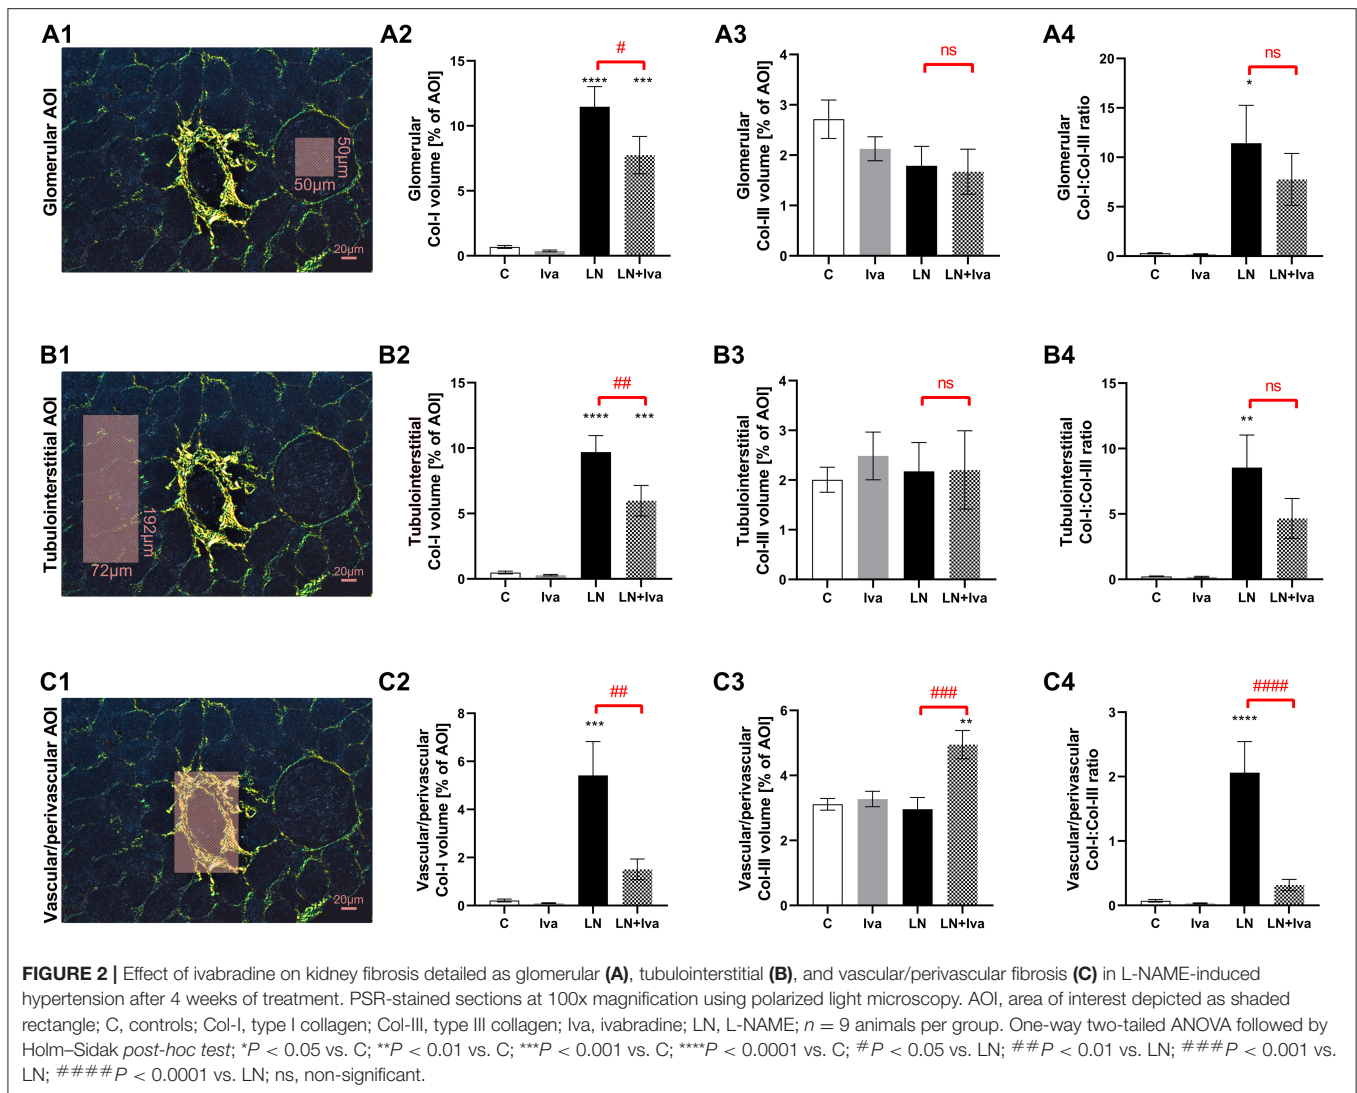 A1
Glomerular AOI
50µm
50µm
20µm
A2
Glomerular
Col-I volume [% of AOI]
15
10
5
0
#
****
***
C Iva LN LN+Iva
A3
Glomerular
Col-III volume [% of AOI]
4
3
2
1
0
ns
C Iva LN LN+Iva
A4
Glomerular
Col-I:Col-III ratio
20
15
10
5
0
ns
*
C Iva LN LN+Iva
B1
Tubulointerstitial AOI
192µm
72µm
20µm
B2
Tubulointerstitial
Col-I volume [% of AOI]
15
10
5
0
##
****
***
C Iva LN LN+Iva
B3
Tubulointerstitial
Col-III volume [% of AOI]
4
3
2
1
0
ns
C Iva LN LN+Iva
B4
Tubulointerstitial
Col-I:Col-III ratio
15
10
5
0
ns
**
C Iva LN LN+Iva
C1
Vascular/perivascular AOI
20µm
C2
Vascular/perivascular
Col-I volume [% of AOI]
8
6
4
2
0
##
***
C Iva LN LN+Iva
C3
Vascular/perivascular
Col-III volume [% of AOI]
6
4
2
0
###
**
C Iva LN LN+Iva
C4
Vascular/perivascular
Col-I:Col-III ratio
3
2
1
0
####
****
C Iva LN LN+Iva
FIGURE 2 | Effect of ivabradine on kidney fibrosis detailed as glomerular (A), tubulointerstitial (B), and vascular/perivascular fibrosis (C) in L-NAME-induced
hypertension after 4 weeks of treatment. PSR-stained sections at 100x magnification using polarized light microscopy. AOI, area of interest depicted as shaded
rectangle; C, controls; Col-I, type I collagen; Col-III, type III collagen; Iva, ivabradine; LN, L-NAME; n = 9 animals per group. One-way two-tailed ANOVA followed by
Holm–Sidak post-hoc test; *P < 0.05 vs. C; **P < 0.01 vs. C; ***P < 0.001 vs. C; ****P < 0.0001 vs. C; #P < 0.05 vs. LN; ##P < 0.01 vs. LN; ###P < 0.001 vs.
LN; ####P < 0.0001 vs. LN; ns, non-significant.